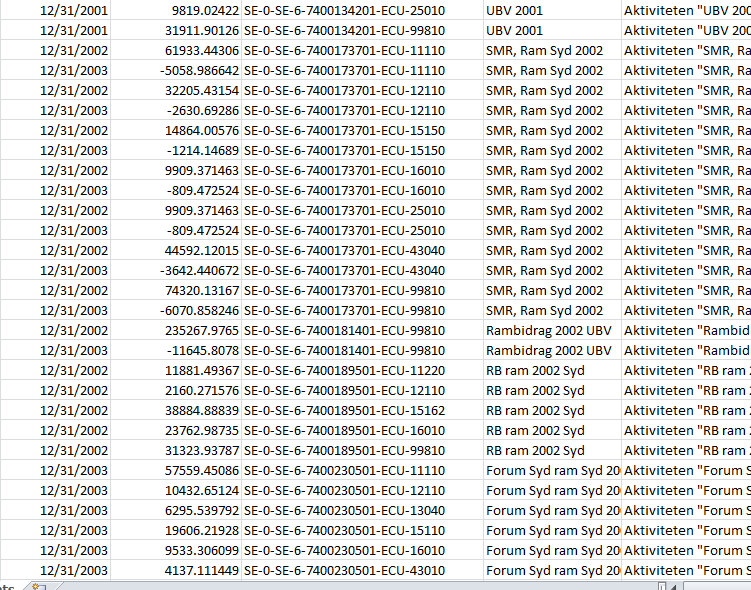 12/31/2001 9819.02422 SE-0-SE-6-7400134201-ECU-25010 UBV 2001 Aktiviteten "UBV 200
12/31/2001 31911.90126 SE-0-SE-6-7400134201-ECU-99810 UBV 2001 Aktiviteten "UBV 200
12/31/2002 61933.44306 SE-0-SE-6-7400173701-ECU-11110 SMR, Ram Syd 2002 Aktiviteten "SMR, Ra
12/31/2003 -5058.986642 SE-0-SE-6-7400173701-ECU-11110 SMR, Ram Syd 2002 Aktiviteten "SMR, Ra
12/31/2002 32205.43154 SE-0-SE-6-7400173701-ECU-12110 SMR, Ram Syd 2002 Aktiviteten "SMR, Ra
12/31/2003 -2630.69286 SE-0-SE-6-7400173701-ECU-12110 SMR, Ram Syd 2002 Aktiviteten "SMR, Ra
12/31/2002 14864.00576 SE-0-SE-6-7400173701-ECU-15150 SMR, Ram Syd 2002 Aktiviteten "SMR, Ra
12/31/2003 -1214.14689 SE-0-SE-6-7400173701-ECU-15150 SMR, Ram Syd 2002 Aktiviteten "SMR, Ra
12/31/2002 9909.371463 SE-0-SE-6-7400173701-ECU-16010 SMR, Ram Syd 2002 Aktiviteten "SMR, Ra
12/31/2003 -809.472524 SE-0-SE-6-7400173701-ECU-16010 SMR, Ram Syd 2002 Aktiviteten "SMR, Ra
12/31/2002 9909.371463 SE-0-SE-6-7400173701-ECU-25010 SMR, Ram Syd 2002 Aktiviteten "SMR, Ra
12/31/2003 -809.472524 SE-0-SE-6-7400173701-ECU-25010 SMR, Ram Syd 2002 Aktiviteten "SMR, Ra
12/31/2002 44592.12015 SE-0-SE-6-7400173701-ECU-43040 SMR, Ram Syd 2002 Aktiviteten "SMR, Ra
12/31/2003 -3642.440672 SE-0-SE-6-7400173701-ECU-43040 SMR, Ram Syd 2002 Aktiviteten "SMR, Ra
12/31/2002 74320.13167 SE-0-SE-6-7400173701-ECU-99810 SMR, Ram Syd 2002 Aktiviteten "SMR, Ra
12/31/2003 -6070.858246 SE-0-SE-6-7400173701-ECU-99810 SMR, Ram Syd 2002 Aktiviteten "SMR, Ra
12/31/2002 235267.9765 SE-0-SE-6-7400181401-ECU-99810 Rambidrag 2002 UBV Aktiviteten "Rambid
12/31/2003 -11645.8078 SE-0-SE-6-7400181401-ECU-99810 Rambidrag 2002 UBV Aktiviteten "Rambid
12/31/2002 11881.49367 SE-0-SE-6-7400189501-ECU-11220 RB ram 2002 Syd Aktiviteten "RB ram 2
12/31/2002 2160.271576 SE-0-SE-6-7400189501-ECU-12110 RB ram 2002 Syd Aktiviteten "RB ram 2
12/31/2002 38884.88839 SE-0-SE-6-7400189501-ECU-15162 RB ram 2002 Syd Aktiviteten "RB ram 2
12/31/2002 23762.98735 SE-0-SE-6-7400189501-ECU-16010 RB ram 2002 Syd Aktiviteten "RB ram 2
12/31/2002 31323.93787 SE-0-SE-6-7400189501-ECU-99810 RB ram 2002 Syd Aktiviteten "RB ram 2
12/31/2003 57559.45086 SE-0-SE-6-7400230501-ECU-11110 Forum Syd ram Syd 20 Aktiviteten "Forum S
12/31/2003 10432.65124 SE-0-SE-6-7400230501-ECU-12110 Forum Syd ram Syd 20 Aktiviteten "Forum S
12/31/2003 6295.539792 SE-0-SE-6-7400230501-ECU-13040 Forum Syd ram Syd 20 Aktiviteten "Forum S
12/31/2003 19606.21928 SE-0-SE-6-7400230501-ECU-15110 Forum Syd ram Syd 20 Aktiviteten "Forum S
12/31/2003 9533.306099 SE-0-SE-6-7400230501-ECU-16010 Forum Syd ram Syd 20 Aktiviteten "Forum S
12/31/2003 4137.111449 SE-0-SE-6-7400230501-ECU-43010 Forum Syd ram Syd 20 Aktiviteten "Forum S